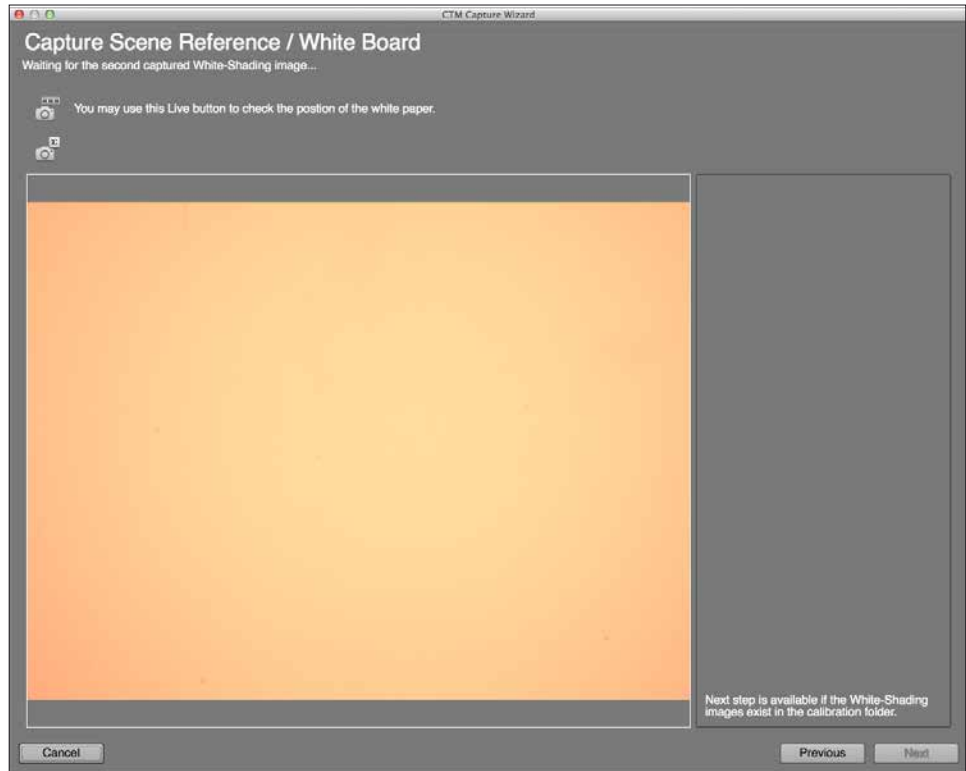 CTM Capture Wizard
Capture Scene Reference / White Board
Waiting for the second captured White-Shading image...
You may use this Live button to check the postion of the white paper.
Next step is available if the White-Shading
images exist in the calibration folder.
Cancel
Previous
Next